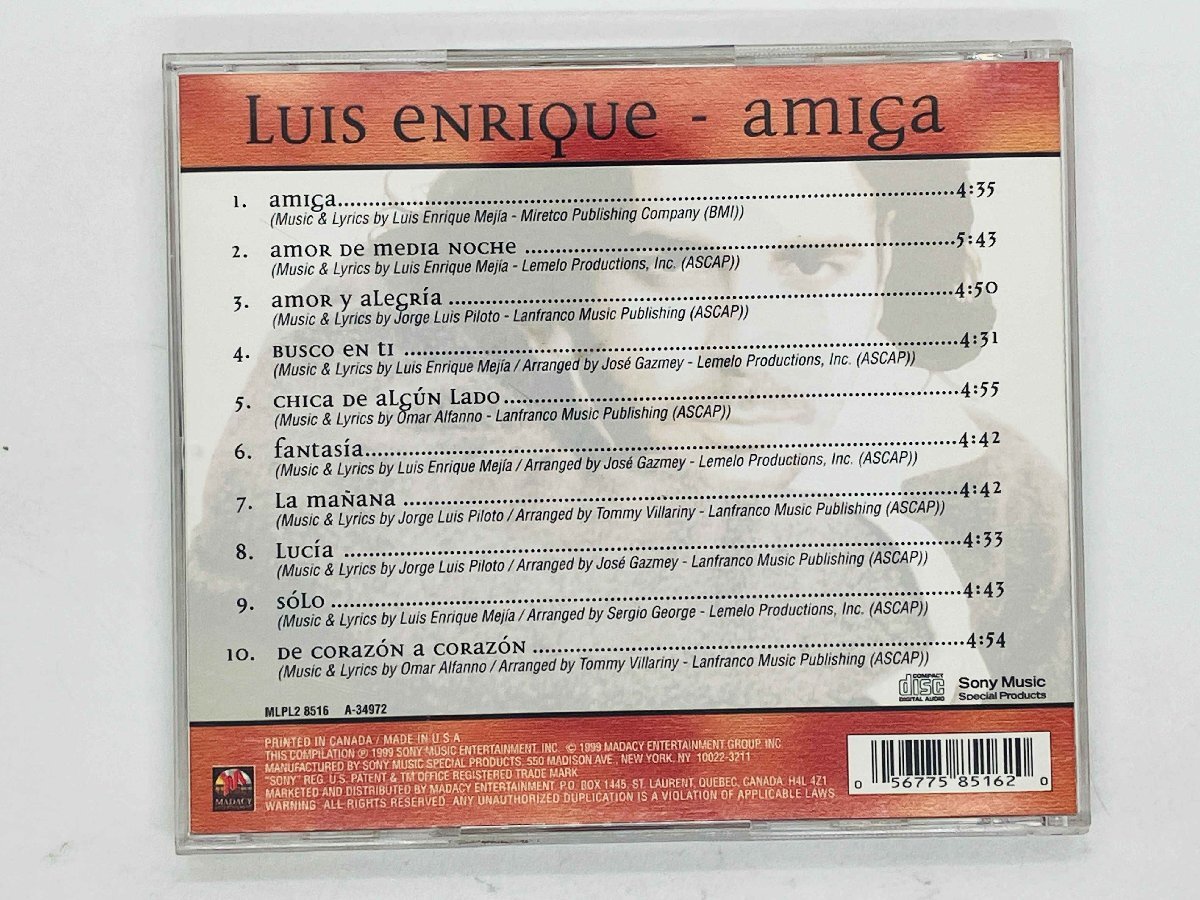 Luis Enrique - Amiga
1. Amiga 4:35
(Music & Lyrics by Luis Enrique Mejía - Miretco Publishing Company (BMI))
2. Amor De Media Noche 5:43
(Music & Lyrics by Luis Enrique Mejía - Lemelo Productions, Inc. (ASCAP))
3. Amor y Alegría 4:50
(Music & Lyrics by Jorge Luis Piloto - Lanfranco Music Publishing (ASCAP))
4. Busco En Ti 4:31
(Music & Lyrics by Luis Enrique Mejía / Arranged by José Gazmey - Lemelo Productions, Inc. (ASCAP))
5. Chica De Algún Lado 4:55
(Music & Lyrics by Omar Alfanno - Lanfranco Music Publishing (ASCAP))
6. Fantasía 4:42
(Music & Lyrics by Luis Enrique Mejía / Arranged by José Gazmey - Lemelo Productions, Inc. (ASCAP))
7. La Mañana 4:42
(Music & Lyrics by Jorge Luis Piloto / Arranged by Tommy Villariny - Lanfranco Music Publishing (ASCAP))
8. Lucía 4:33
(Music & Lyrics by Jorge Luis Piloto / Arranged by José Gazmey - Lanfranco Music Publishing (ASCAP))
9. Sólo 4:43
(Music & Lyrics by Luis Enrique Mejía / Arranged by Sergio George - Lemelo Productions, Inc. (ASCAP))
10. De Corazón A Corazón 4:54
(Music & Lyrics by Omar Alfanno / Arranged by Tommy Villariny - Lanfranco Music Publishing (ASCAP))
COMPACT
disc
DIGITAL AUDIO
Sony Music
Special Products
MLPL2 8516 A-34972
PRINTED IN CANADA / MADE IN U.S.A.
THIS COMPILATION ℗ 1999 SONY MUSIC ENTERTAINMENT, INC. © 1999 MADACY ENTERTAINMENT GROUP, INC.
MANUFACTURED BY SONY MUSIC SPECIAL PRODUCTS. 550 MADISON AVE., NEW YORK, NY 10022-3211
"SONY" REG. U.S. PATENT & TM OFFICE REGISTERED TRADE MARK
MARKETED AND DISTRIBUTED BY MADACY ENTERTAINMENT P.O. BOX 1445, ST. LAURENT, QUEBEC, CANADA, H4L 4Z1
WARNING: ALL RIGHTS RESERVED. ANY UNAUTHORIZED DUPLICATION IS A VIOLATION OF APPLICABLE LAWS.
MADACY
0 56775 85162 0